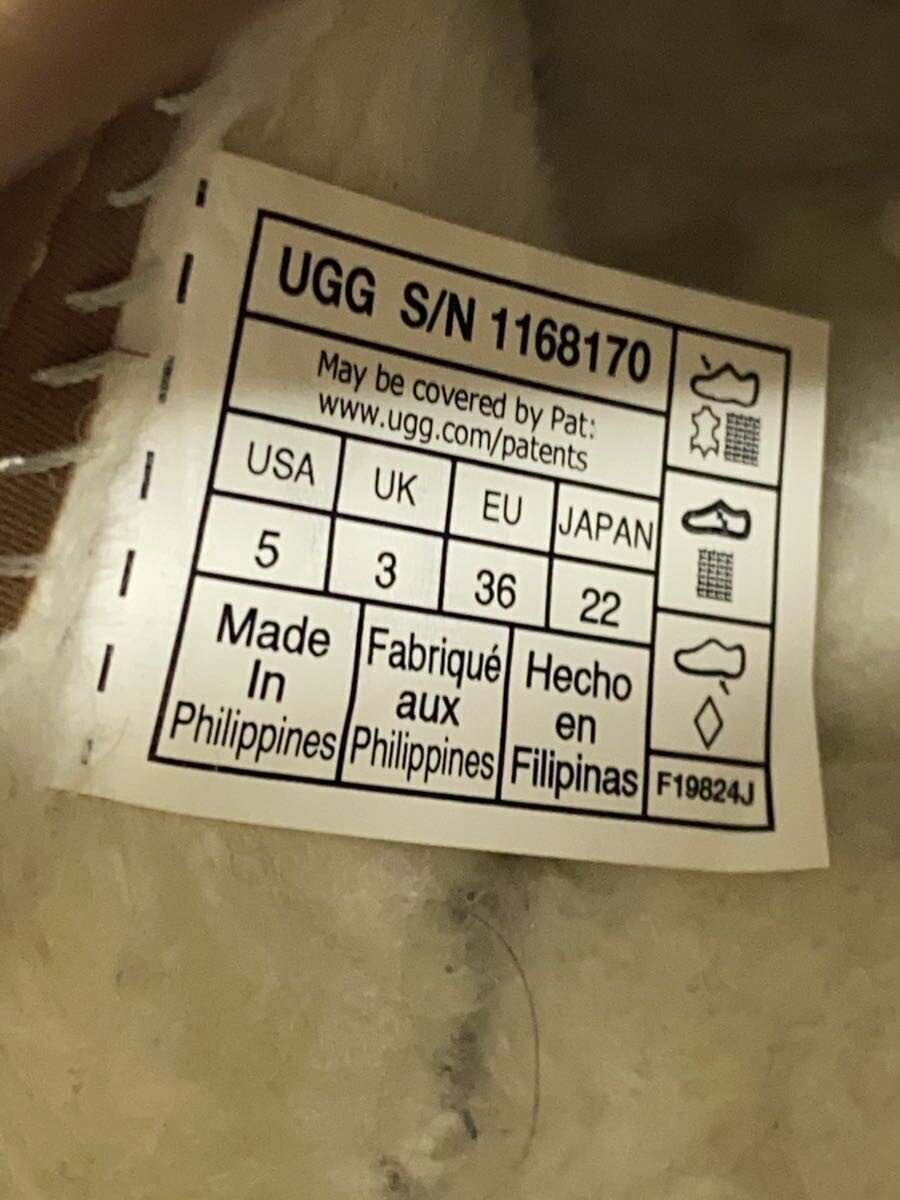 UGG S/N 1168170
May be covered by Pat:
www.ugg.com/patents
USA UK EU JAPAN
5 3 36 22
Made
In
Philippines
Fabriqué
aux
Philippines
Hecho
en
Filipinas
F19824J